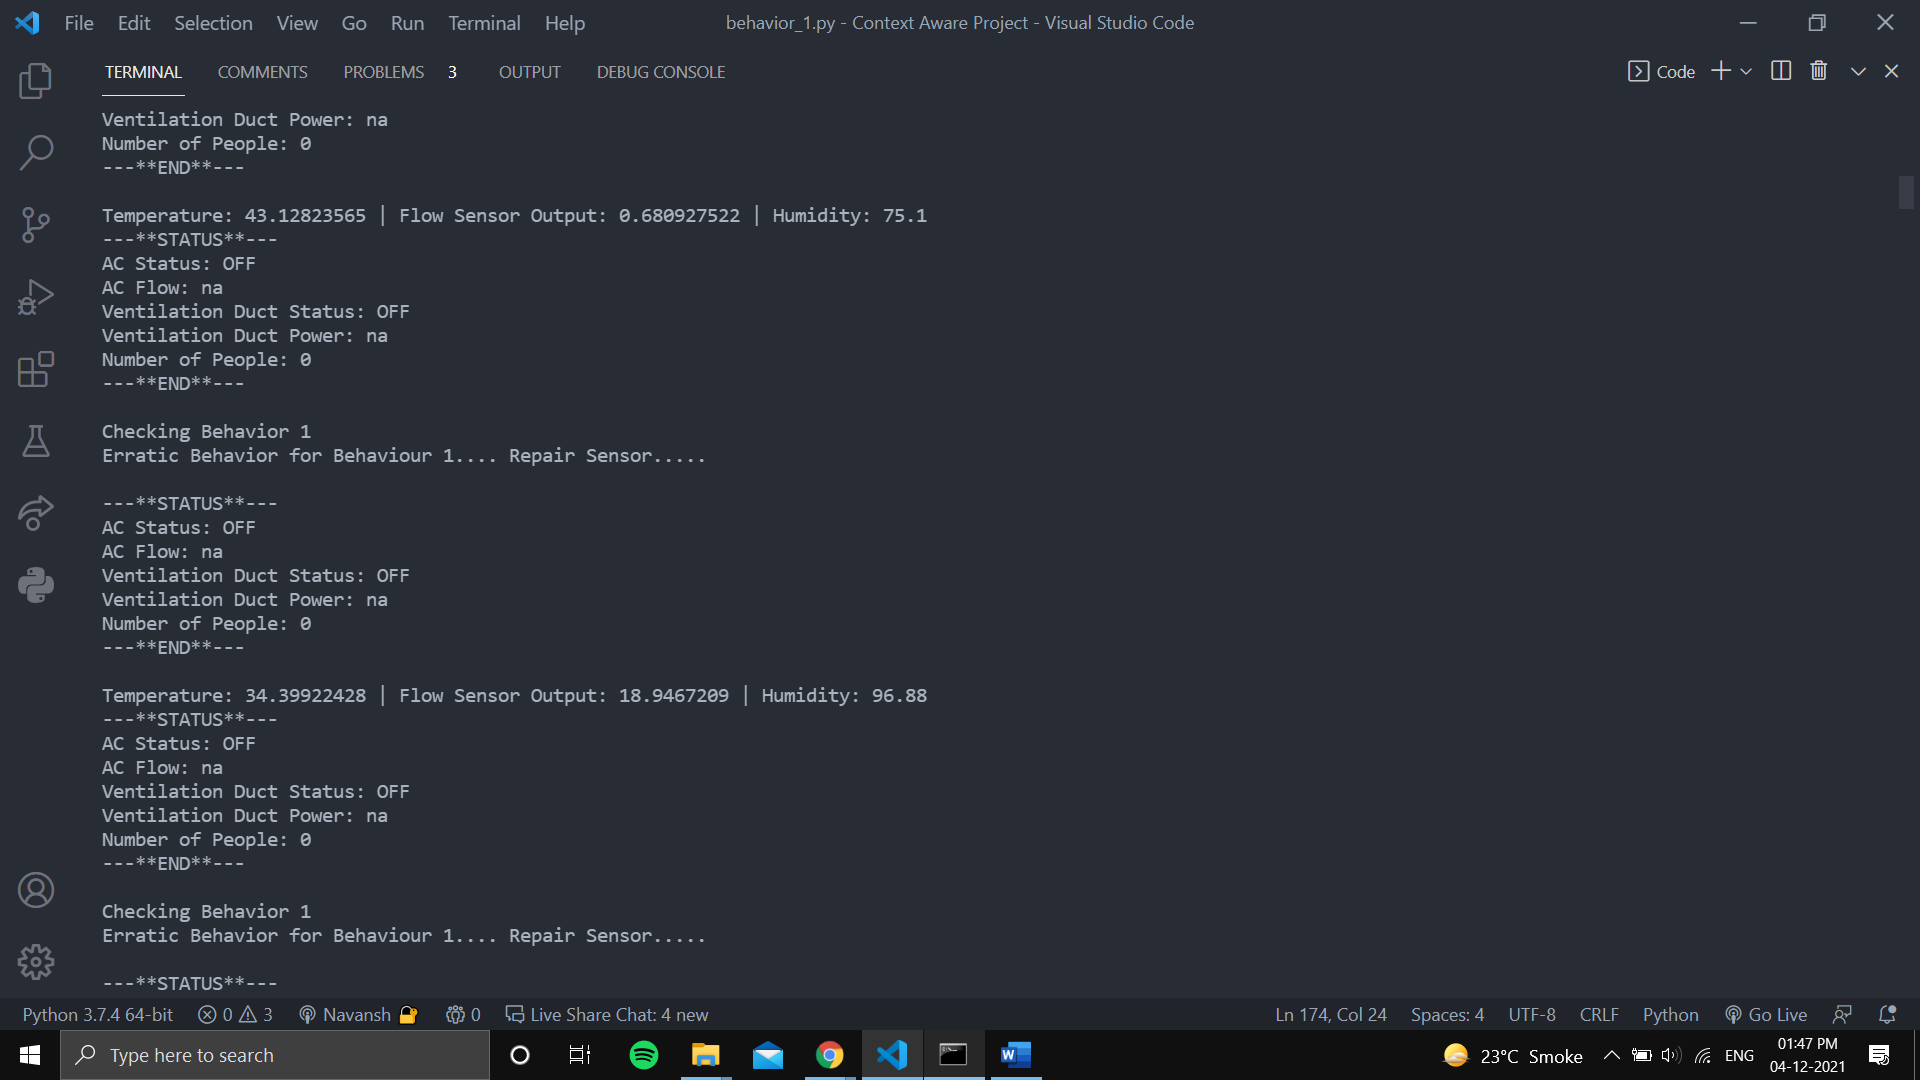 File Edit Selection View Go Run Terminal Help behavior_1.py - Context Aware Project - Visual Studio Code
TERMINAL COMMENTS PROBLEMS 3 OUTPUT DEBUG CONSOLE Code
Ventilation Duct Power: na
Number of People: 0
---**END**---
Temperature: 43.12823565 | Flow Sensor Output: 0.680927522 | Humidity: 75.1
---**STATUS**---
AC Status: OFF
AC Flow: na
Ventilation Duct Status: OFF
Ventilation Duct Power: na
Number of People: 0
---**END**---
Checking Behavior 1
Erratic Behavior for Behaviour 1.... Repair Sensor.....
---**STATUS**---
AC Status: OFF
AC Flow: na
Ventilation Duct Status: OFF
Ventilation Duct Power: na
Number of People: 0
---**END**---
Temperature: 34.39922428 | Flow Sensor Output: 18.9467209 | Humidity: 96.88
---**STATUS**---
AC Status: OFF
AC Flow: na
Ventilation Duct Status: OFF
Ventilation Duct Power: na
Number of People: 0
---**END**---
Checking Behavior 1
Erratic Behavior for Behaviour 1.... Repair Sensor.....
---**STATUS**---
Python 3.7.4 64-bit 0 3 Navansh 0 Live Share Chat: 4 new Ln 174, Col 24 Spaces: 4 UTF-8 CRLF Python Go Live
Type here to search W 23°C Smoke ENG 01:47 PM
04-12-2021